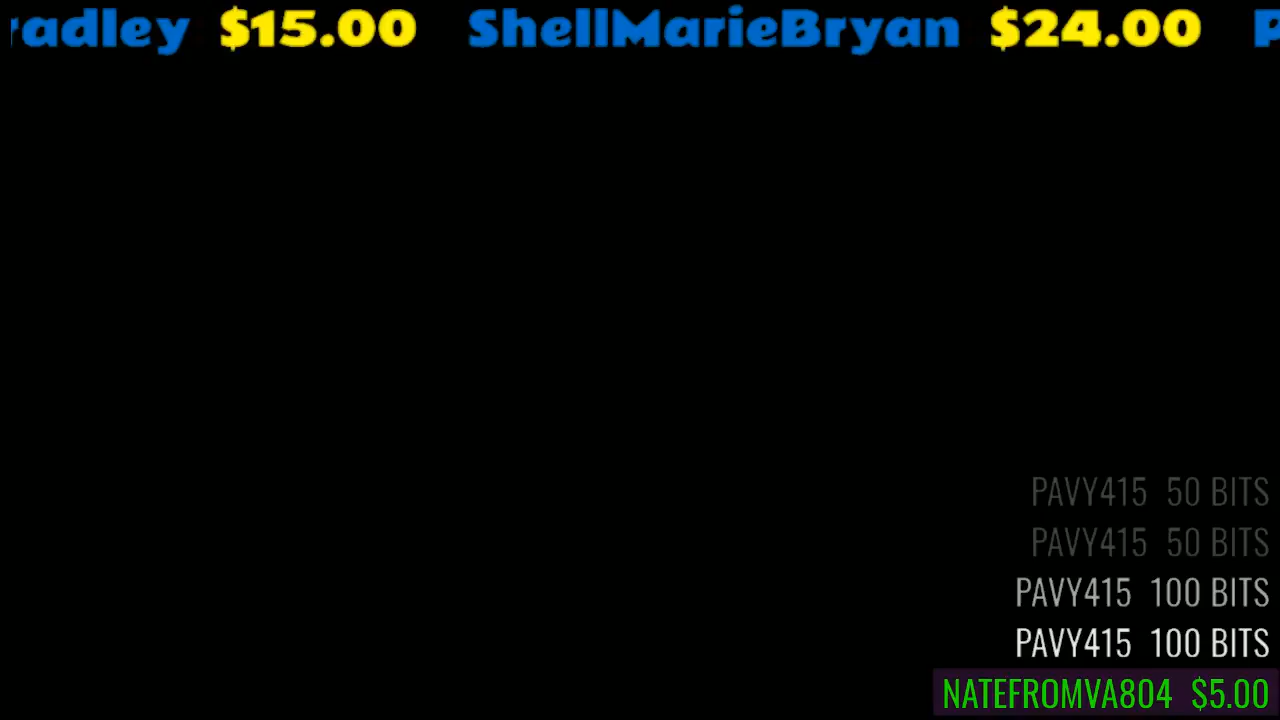 radley $15.00 ShellMarieBryan $24.00
PAVY415 50 BITS
PAVY415 50 BITS
PAVY415 100 BITS
PAVY415 100 BITS
NATEFROMVA804 $5.00